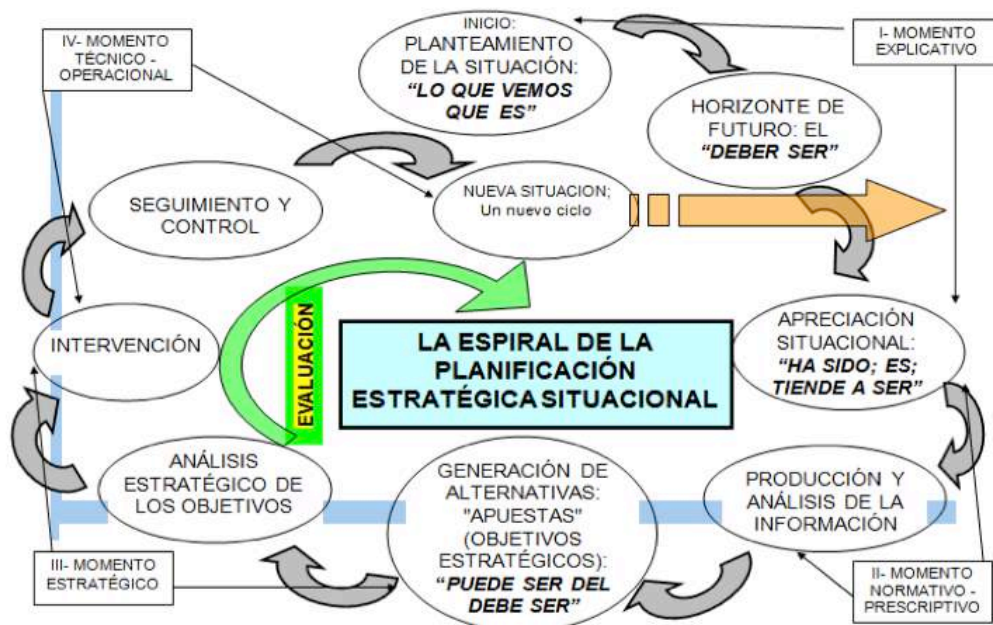 IV- MOMENTO
TÉCNICO -
OPERACIONAL
INICIO:
PLANTEAMIENTO
DE LA SITUACIÓN:
“LO QUE VEMOS
QUE ES”
I- MOMENTO
EXPLICATIVO
HORIZONTE DE
FUTURO: EL
“DEBER SER”
SEGUIMIENTO Y
CONTROL
NUEVA SITUACION;
Un nuevo ciclo
INTERVENCIÓN
EVALUACIÓN
LA ESPIRAL DE LA
PLANIFICACIÓN
ESTRATÉGICA SITUACIONAL
APRECIACIÓN
SITUACIONAL:
“HA SIDO; ES;
TIENDE A SER”
ANÁLISIS
ESTRATÉGICO DE
LOS OBJETIVOS
GENERACIÓN DE
ALTERNATIVAS:
"APUESTAS"
(OBJETIVOS
ESTRATÉGICOS):
“PUEDE SER DEL
DEBE SER”
PRODUCCIÓN Y
ANÁLISIS DE LA
INFORMACIÓN
III- MOMENTO
ESTRATÉGICO
II- MOMENTO
NORMATIVO -
PRESCRIPTIVO